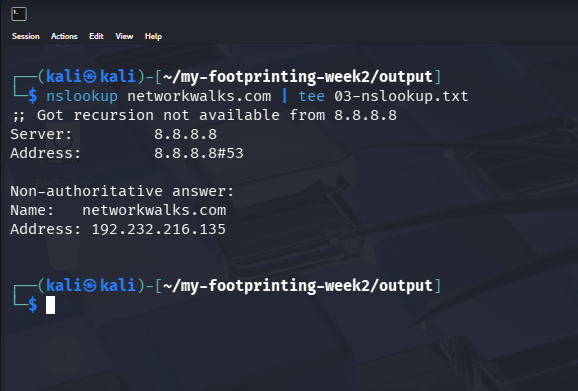 Session Actions Edit View Help
┌──(kali㉿kali)-[~/my-footprinting-week2/output]
└─$ nslookup networkwalks.com | tee 03-nslookup.txt
;; Got recursion not available from 8.8.8.8
Server:         8.8.8.8
Address:        8.8.8.8#53
Non-authoritative answer:
Name:   networkwalks.com
Address: 192.232.216.135
┌──(kali㉿kali)-[~/my-footprinting-week2/output]
└─$